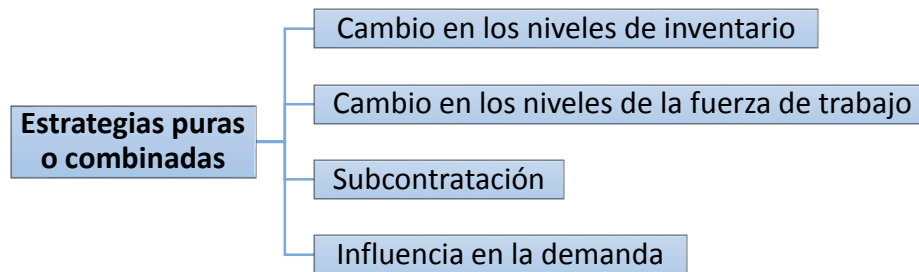 Estrategias puras
o combinadas
Cambio en los niveles de inventario
Cambio en los niveles de la fuerza de trabajo
Subcontratación
Influencia en la demanda